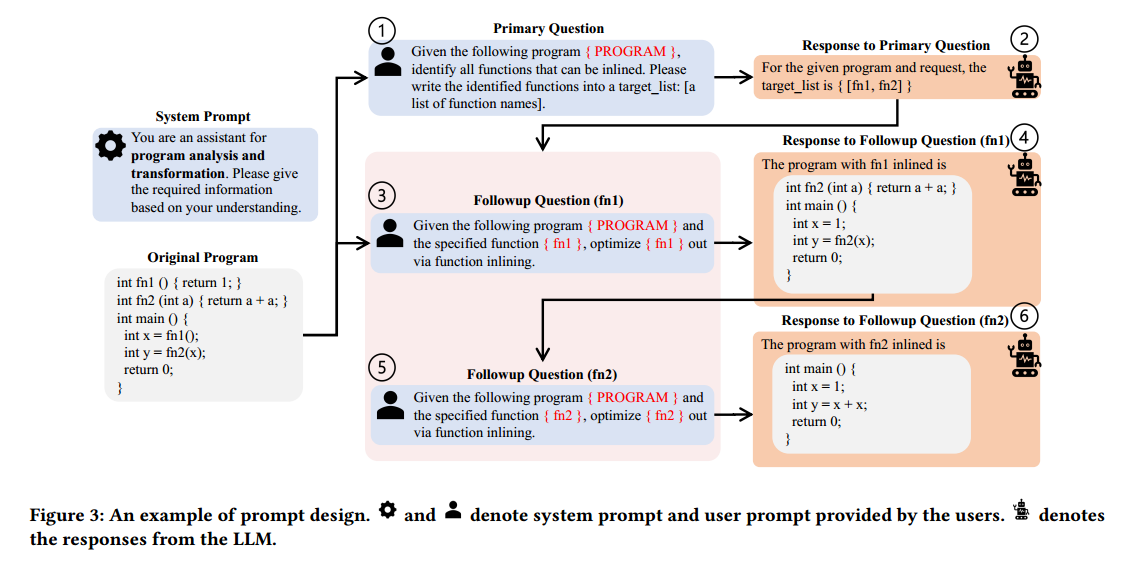 1
Primary Question
Given the following program { PROGRAM },
identify all functions that can be inlined. Please
write the identified functions into a target_list: [a
list of function names].
2
Response to Primary Question
For the given program and request, the
target_list is { [fn1, fn2] }
System Prompt
You are an assistant for
program analysis and
transformation. Please give
the required information
based on your understanding.
Original Program
int fn1 () { return 1; }
int fn2 (int a) { return a + a; }
int main () {
int x = fn1();
int y = fn2(x);
return 0;
}
3
Followup Question (fn1)
Given the following program { PROGRAM } and
the specified function { fn1 }, optimize { fn1 } out
via function inlining.
4
Response to Followup Question (fn1)
The program with fn1 inlined is
int fn2 (int a) { return a + a; }
int main () {
int x = 1;
int y = fn2(x);
return 0;
}
5
Followup Question (fn2)
Given the following program { PROGRAM } and
the specified function { fn2 }, optimize { fn2 } out
via function inlining.
6
Response to Followup Question (fn2)
The program with fn2 inlined is
int main () {
int x = 1;
int y = x + x;
return 0;
}
Figure 3: An example of prompt design. and denote system prompt and user prompt provided by the users. denotes
the responses from the LLM.